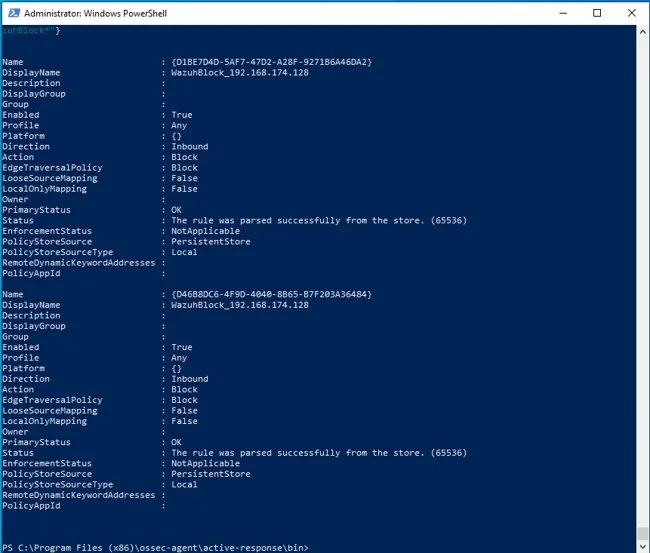 Administrator: Windows PowerShell
zuhBlock*"}
Name : {D1BE7D4D-5AF7-47D2-A28F-9271B6A46DA2}
DisplayName : WazuhBlock_192.168.174.128
Description :
DisplayGroup :
Group :
Enabled : True
Profile : Any
Platform : {}
Direction : Inbound
Action : Block
EdgeTraversalPolicy : Block
LooseSourceMapping : False
LocalOnlyMapping : False
Owner :
PrimaryStatus : OK
Status : The rule was parsed successfully from the store. (65536)
EnforcementStatus : NotApplicable
PolicyStoreSource : PersistentStore
PolicyStoreSourceType : Local
RemoteDynamicKeywordAddresses :
PolicyAppId :
Name : {D46B8DC6-4F9D-4040-8B65-B7F203A36484}
DisplayName : WazuhBlock_192.168.174.128
Description :
DisplayGroup :
Group :
Enabled : True
Profile : Any
Platform : {}
Direction : Inbound
Action : Block
EdgeTraversalPolicy : Block
LooseSourceMapping : False
LocalOnlyMapping : False
Owner :
PrimaryStatus : OK
Status : The rule was parsed successfully from the store. (65536)
EnforcementStatus : NotApplicable
PolicyStoreSource : PersistentStore
PolicyStoreSourceType : Local
RemoteDynamicKeywordAddresses :
PolicyAppId :
PS C:\Program Files (x86)\ossec-agent\active-response\bin>